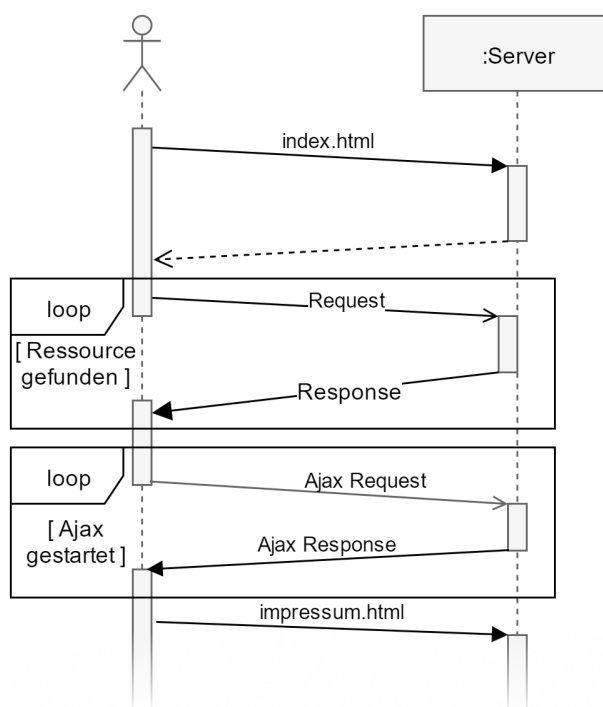 :Server
index.html
loop
Request
[ Ressource
gefunden ]
Response
loop
Ajax Request
[ Ajax
gestartet ]
Ajax Response
impressum.html